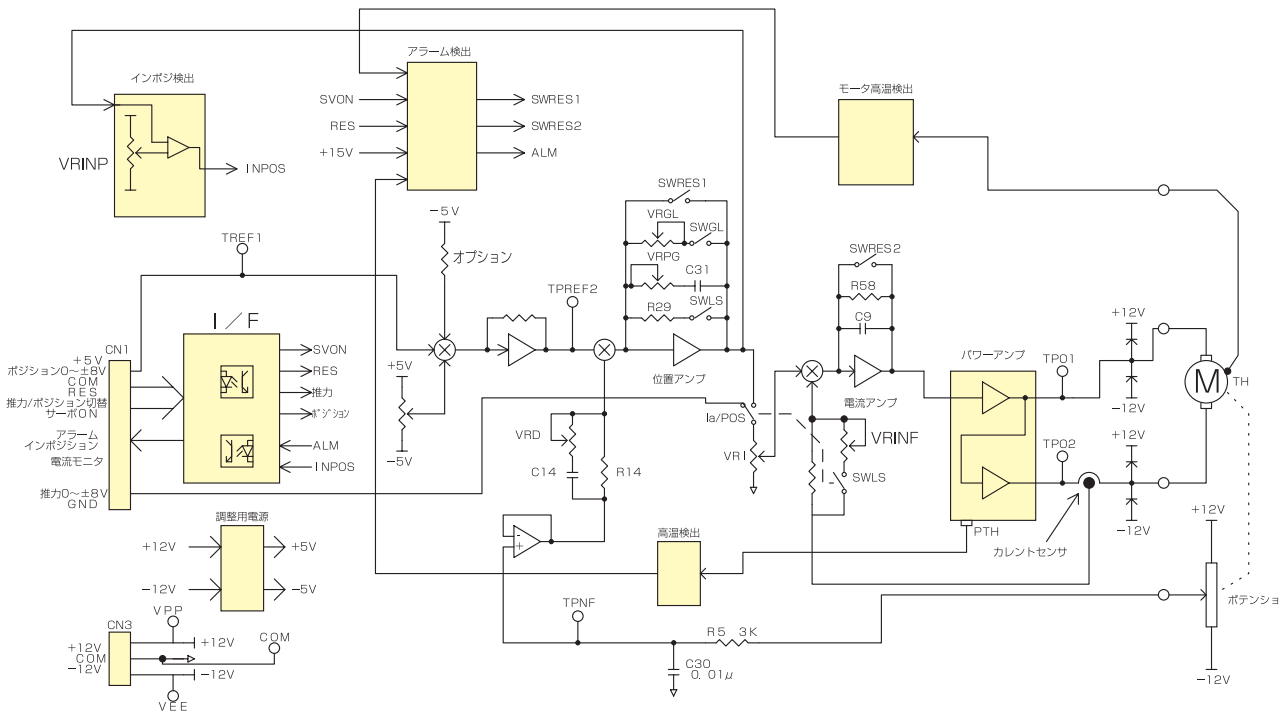 アラーム検出
インポジ検出
モータ高温検出
SVON
RES
+15V
SWRES1
SWRES2
ALM
VRINP
INPOS
−5V
オプション
TREF1
TPREF2
SWRES1
VRGL
SWGL
VRPG
C31
R29
SWLS
位置アンプ
SWRES2
R58
C9
電流アンプ
I/F
CN1
+5V
ポジション0〜±8V
COM
RES
推力/ポジション切替
サーボON
アラーム
インポジション
電流モニタ
推力0〜±8V
GND
SVON
RES
推力
ポジション
ALM
INPOS
+5V
−5V
VRD
C14
R14
Ia/POS
VRI
VRINF
SWLS
パワーアンプ
TPO1
TPO2
+12V
−12V
+12V
−12V
M
TH
PTH
カレントセンサ
+12V
ポテンショ
−12V
調整用電源
+12V
−12V
+5V
−5V
高温検出
-
+
TPNF
R5 3K
C30
0.01μ
CN3
VPP
+12V
COM
−12V
+12V
−12V
COM
VEE